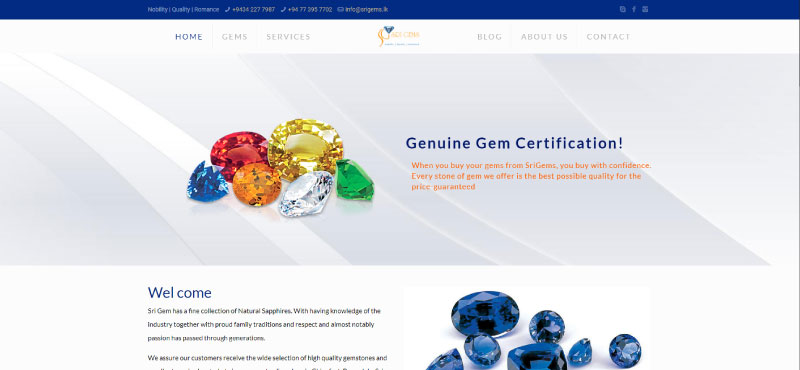 Nobility | Quality | Romance +9434 227 7987 +94 77 395 7702 info@srigems.lk
HOME GEMS SERVICES SRI GEMS BLOG ABOUT US CONTACT
Genuine Gem Certification!
When you buy your gems from SriGems, you buy with confidence.
Every stone of gem we offer is the best possible quality for the
price-guaranteed
Wel come
Sri Gem has a fine collection of Natural Sapphires. With having knowledge of the
industry together with proud family traditions and respect and almost notably
passion has passed through generations.
We assure our customers receive the wide selection of high quality gemstones and